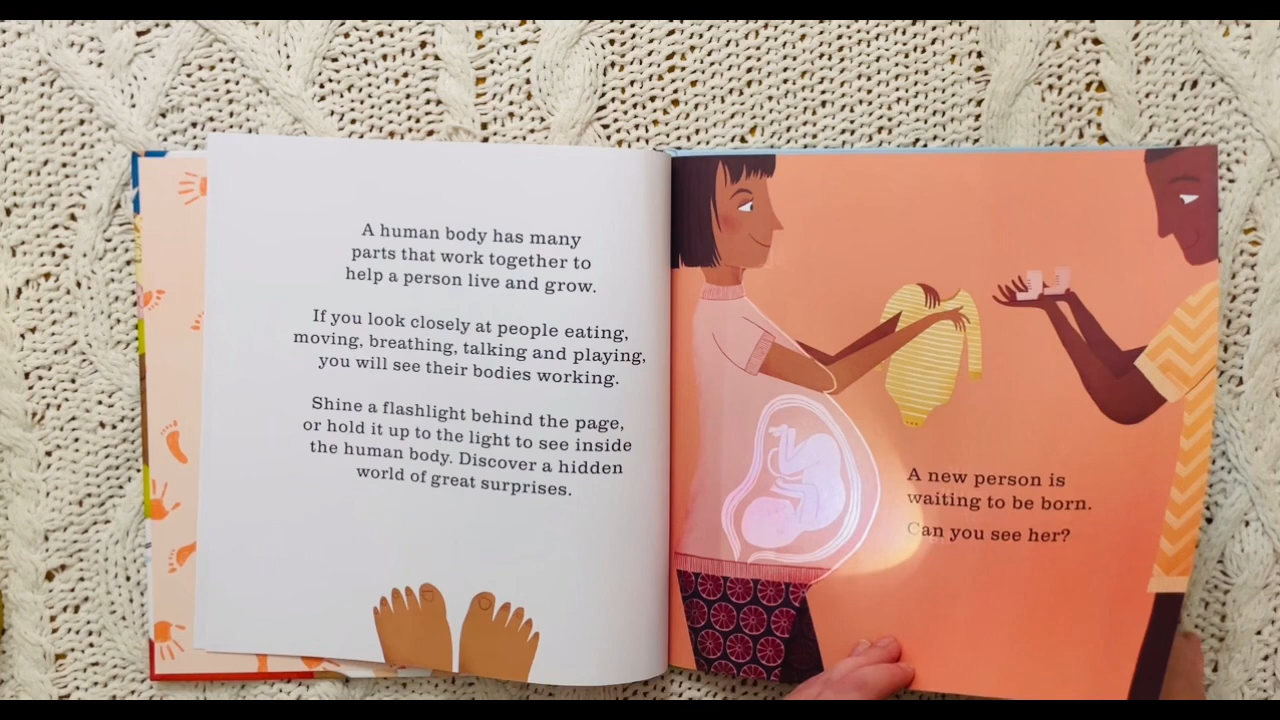 A human body has many
parts that work together to
help a person live and grow.
If you look closely at people eating,
moving, breathing, talking and playing,
you will see their bodies working.
Shine a flashlight behind the page,
or hold it up to the light to see inside
the human body. Discover a hidden
world of great surprises.
A new person is
waiting to be born.
Can you see her?